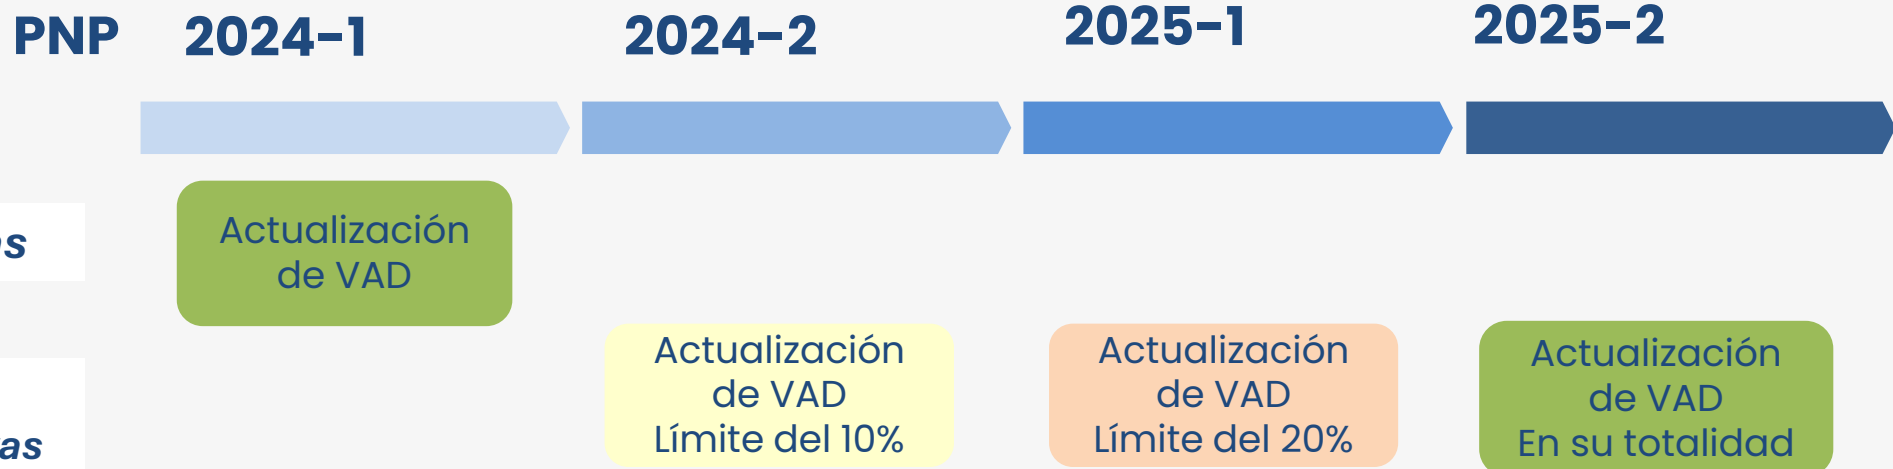 PNP 2024-1 2024-2 2025-1 2025-2
Actualización
de VAD
Actualización
de VAD
Límite del 10%
Actualización
de VAD
Límite del 20%
Actualización
de VAD
En su totalidad